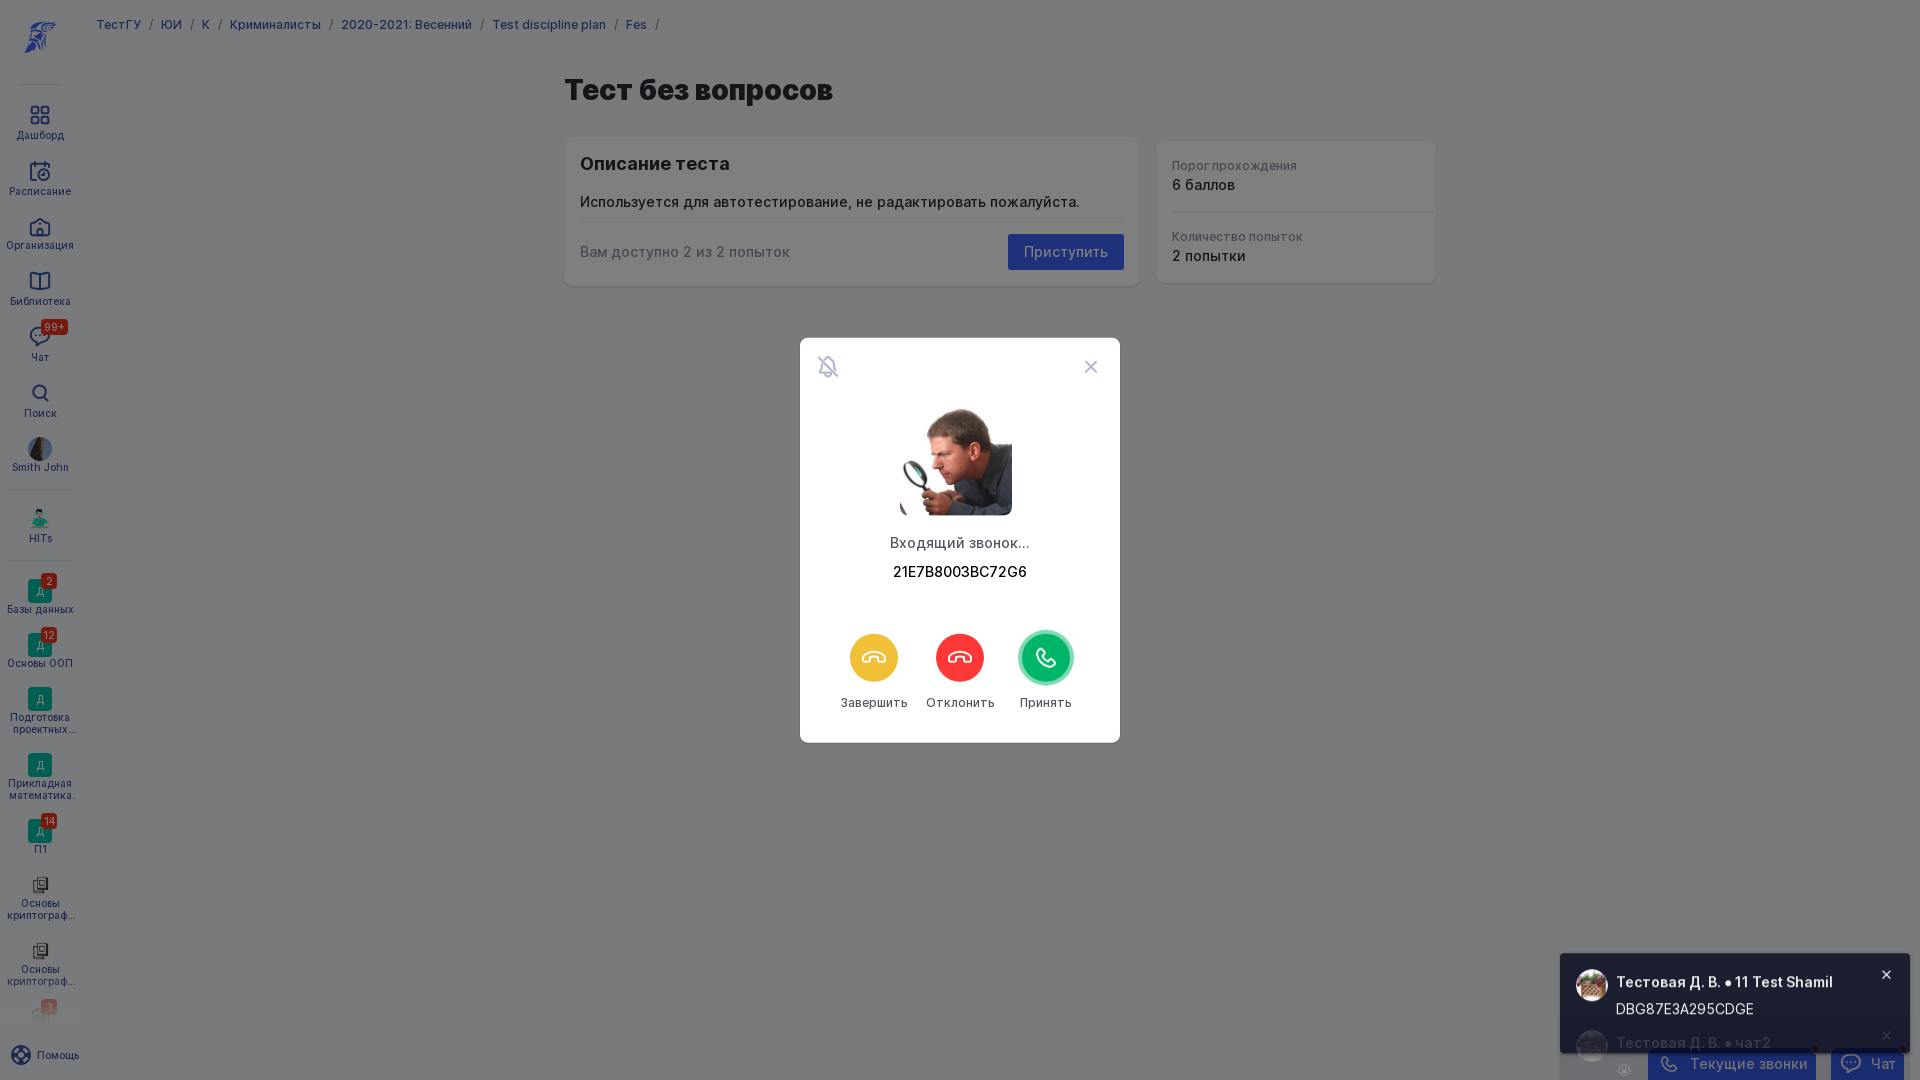 ТестГУ / ЮИ / К / Криминалисты / 2020-2021: Весенний / Test discipline plan / Fes /
Тест без вопросов
Описание теста
Используется для автотестирование, не радактировать пожалуйста.
Вам доступно 2 из 2 попыток
Приступить
Порог прохождения
6 баллов
Количество попыток
2 попытки
Дашборд
Расписание
Организация
Библиотека
99+
Чат
Поиск
Smith John
HITs
2
Д
Базы данных
12
Д
Основы ООП
Д
Подготовка
проектных...
Д
Прикладная
математика.
14
Д
П1
Основы
криптограф...
Основы
криптограф...
3
Помощь
Входящий звонок...
21E7B8003BC72G6
Завершить
Отклонить
Принять
Тестовая Д. В. ● 11 Test Shamil
DBG87E3A295CDGE
Тестовая Д. В. ● чат2
Текущие звонки
Чат